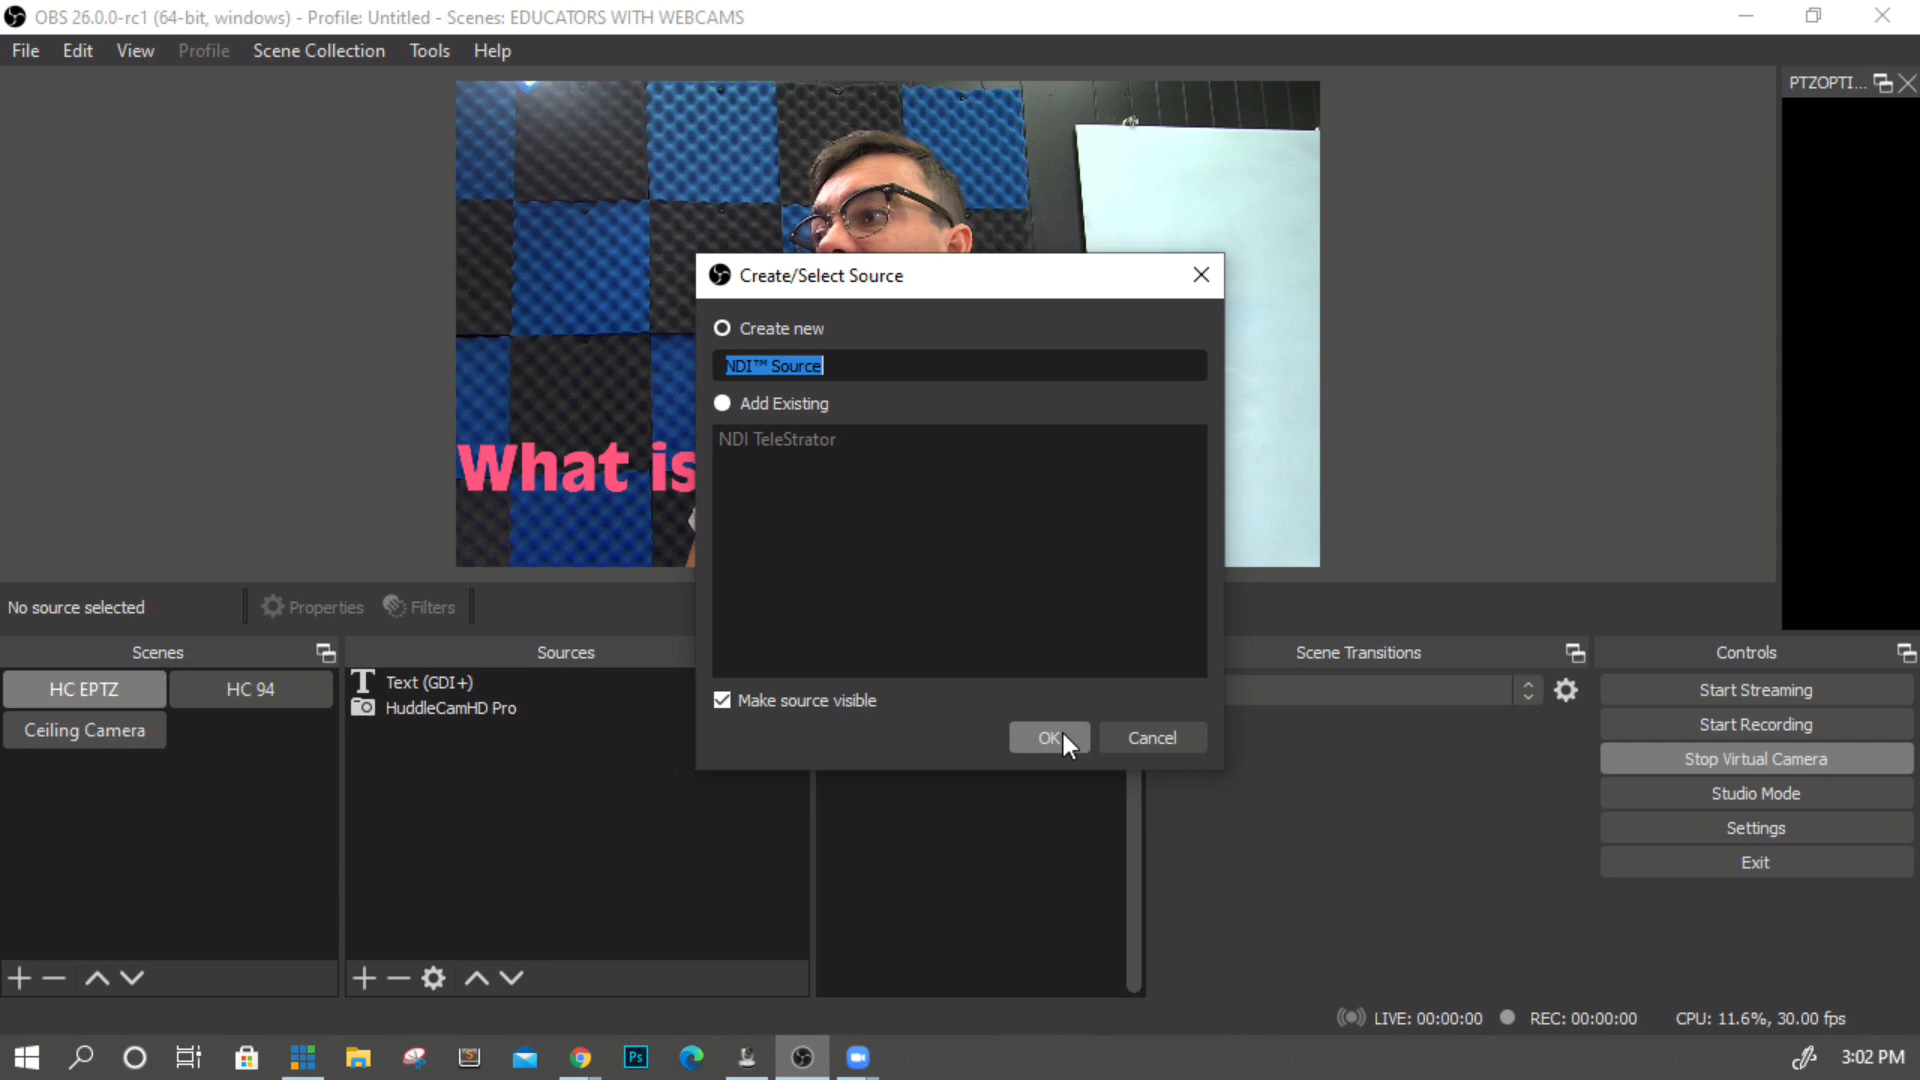 OBS 26.0.0-rc1 (64-bit, windows) - Profile: Untitled - Scenes: EDUCATORS WITH WEBCAMS
File Edit View Profile Scene Collection Tools Help
PTZOPTI...
Create/Select Source
Create new
NDI™ Source
Add Existing
NDI TeleStrator
What is
Make source visible
OK Cancel
No source selected Properties Filters
Scenes Sources Scene Transitions Controls
HC EPTZ HC 94
Ceiling Camera
Text (GDI+)
HuddleCamHD Pro
Start Streaming
Start Recording
Stop Virtual Camera
Studio Mode
Settings
Exit
LIVE: 00:00:00 REC: 00:00:00 CPU: 11.6%, 30.00 fps
Ps
3:02 PM